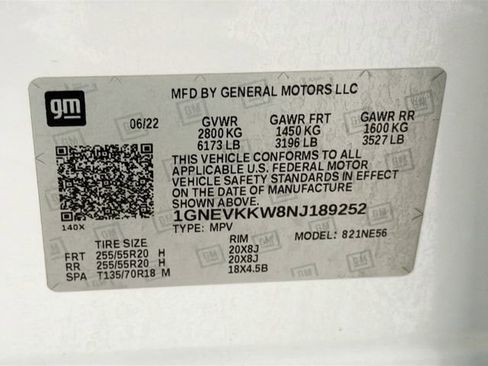 gm
MFD BY GENERAL MOTORS LLC
06/22 GVWR GAWR FRT GAWR RR
2800 KG 1450 KG 1600 KG
6173 LB 3196 LB 3527 LB
THIS VEHICLE CONFORMS TO ALL
APPLICABLE U.S. FEDERAL MOTOR
VEHICLE SAFETY STANDARDS IN EFFECT
ON THE DATE OF MANUFACTURE
SHOWN ABOVE.
1GNEVKKW8NJ189252
140X TYPE: MPV MODEL: 821NE56
TIRE SIZE RIM
FRT 255/55R20 H 20X8J
RR 255/55R20 H 20X8J
SPA T135/70R18 M 18X4.5B